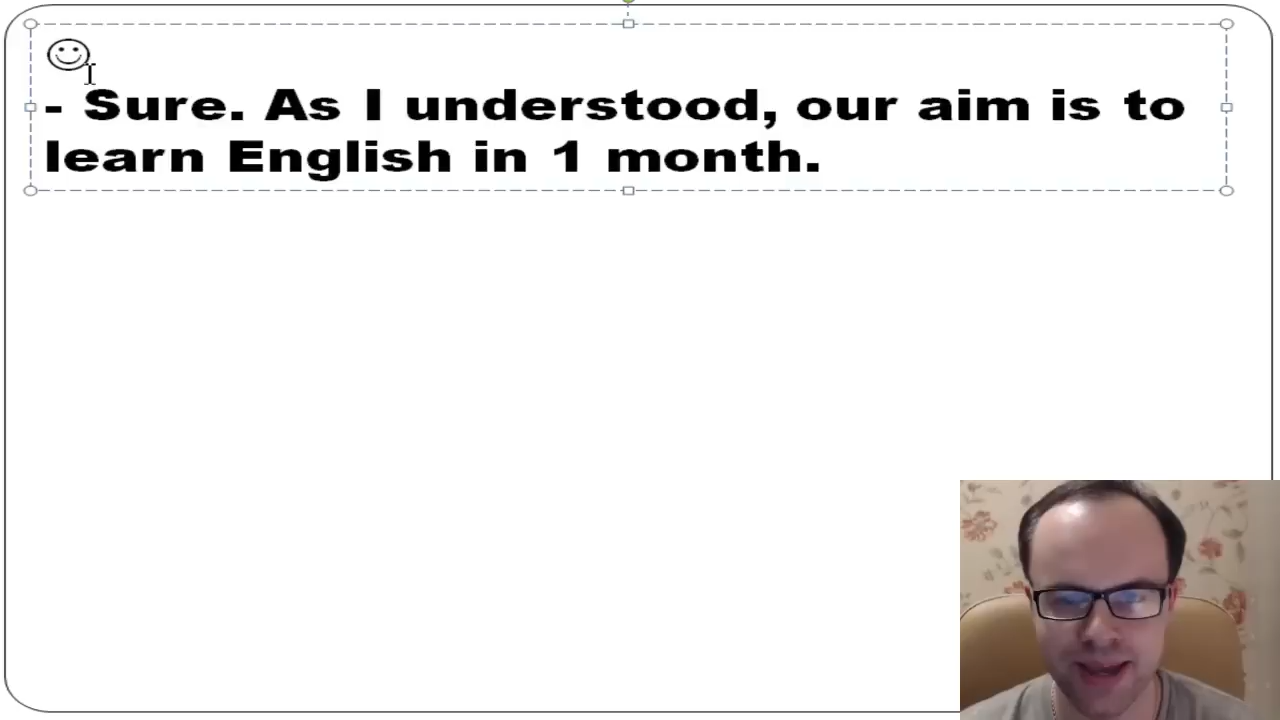 - Sure. As I understood, our aim is to
learn English in 1 month.